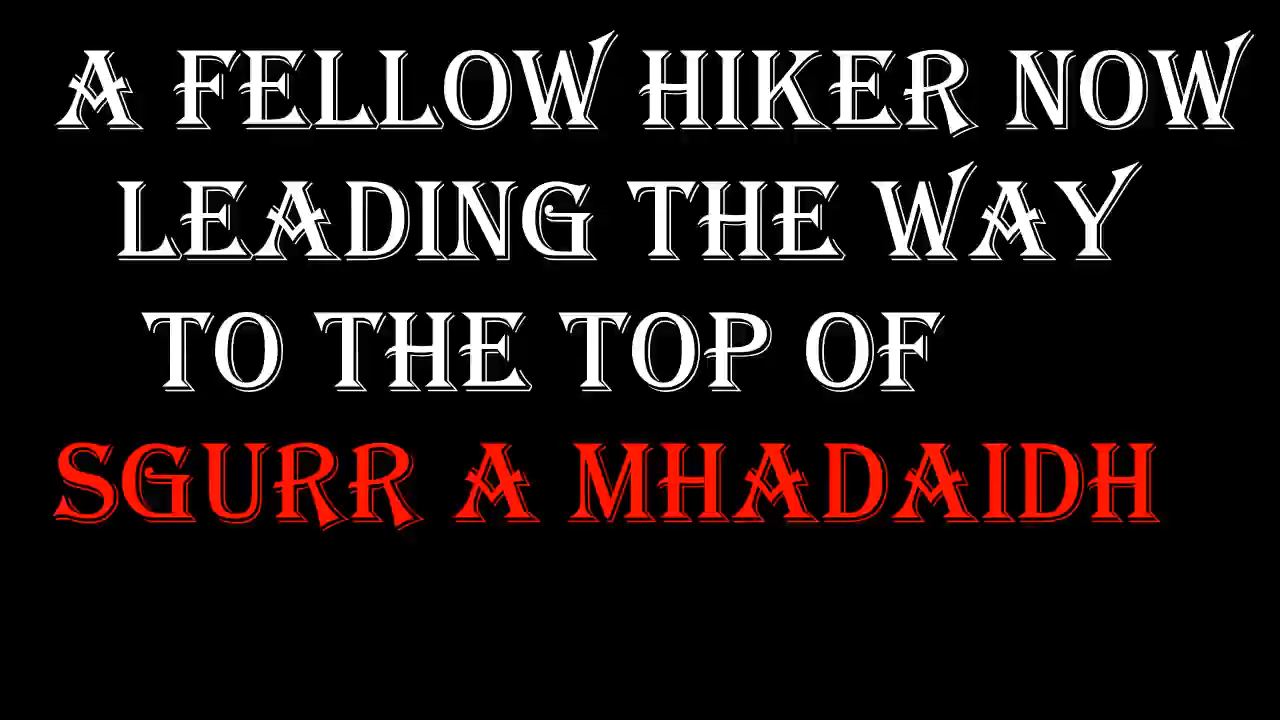 A FELLOW HIKER NOW
LEADING THE WAY
TO THE TOP OF
SGURR A MHADAIDH